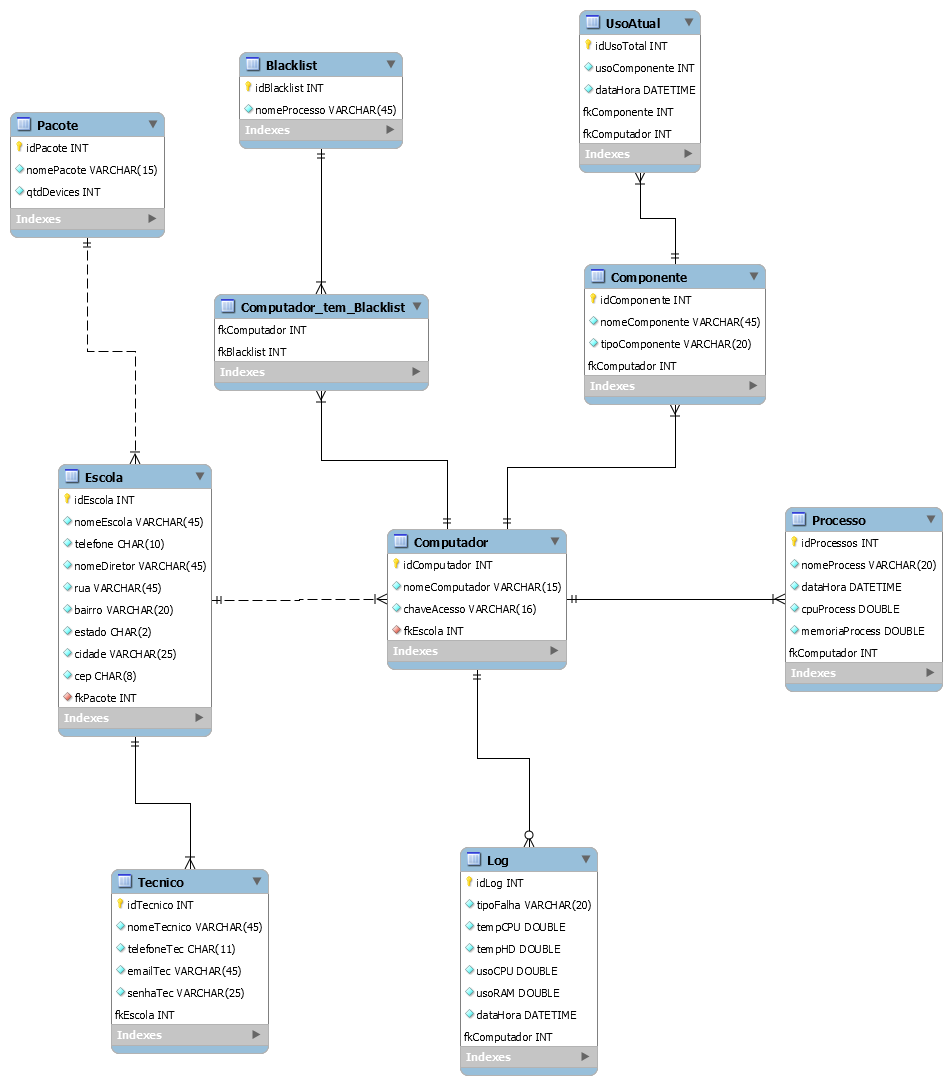 UsoAtual
idUsoTotal INT
usoComponente INT
dataHora DATETIME
fkComponente INT
fkComputador INT
Indexes
Blacklist
idBlacklist INT
nomeProcesso VARCHAR(45)
Indexes
Pacote
idPacote INT
nomePacote VARCHAR(15)
qtdDevices INT
Indexes
Componente
idComponente INT
nomeComponente VARCHAR(45)
tipoComponente VARCHAR(20)
fkComputador INT
Indexes
Computador_tem_Blacklist
fkComputador INT
fkBlacklist INT
Indexes
Escola
idEscola INT
nomeEscola VARCHAR(45)
telefone CHAR(10)
nomeDiretor VARCHAR(45)
rua VARCHAR(45)
bairro VARCHAR(20)
estado CHAR(2)
cidade VARCHAR(25)
cep CHAR(8)
fkPacote INT
Indexes
Computador
idComputador INT
nomeComputador VARCHAR(15)
chaveAcesso VARCHAR(16)
fkEscola INT
Indexes
Processo
idProcessos INT
nomeProcess VARCHAR(20)
dataHora DATETIME
cpuProcess DOUBLE
memoriaProcess DOUBLE
fkComputador INT
Indexes
Tecnico
idTecnico INT
nomeTecnico VARCHAR(45)
telefoneTec CHAR(11)
emailTec VARCHAR(45)
senhaTec VARCHAR(25)
fkEscola INT
Indexes
Log
idLog INT
tipoFalha VARCHAR(20)
tempCPU DOUBLE
tempHD DOUBLE
usoCPU DOUBLE
usoRAM DOUBLE
dataHora DATETIME
fkComputador INT
Indexes